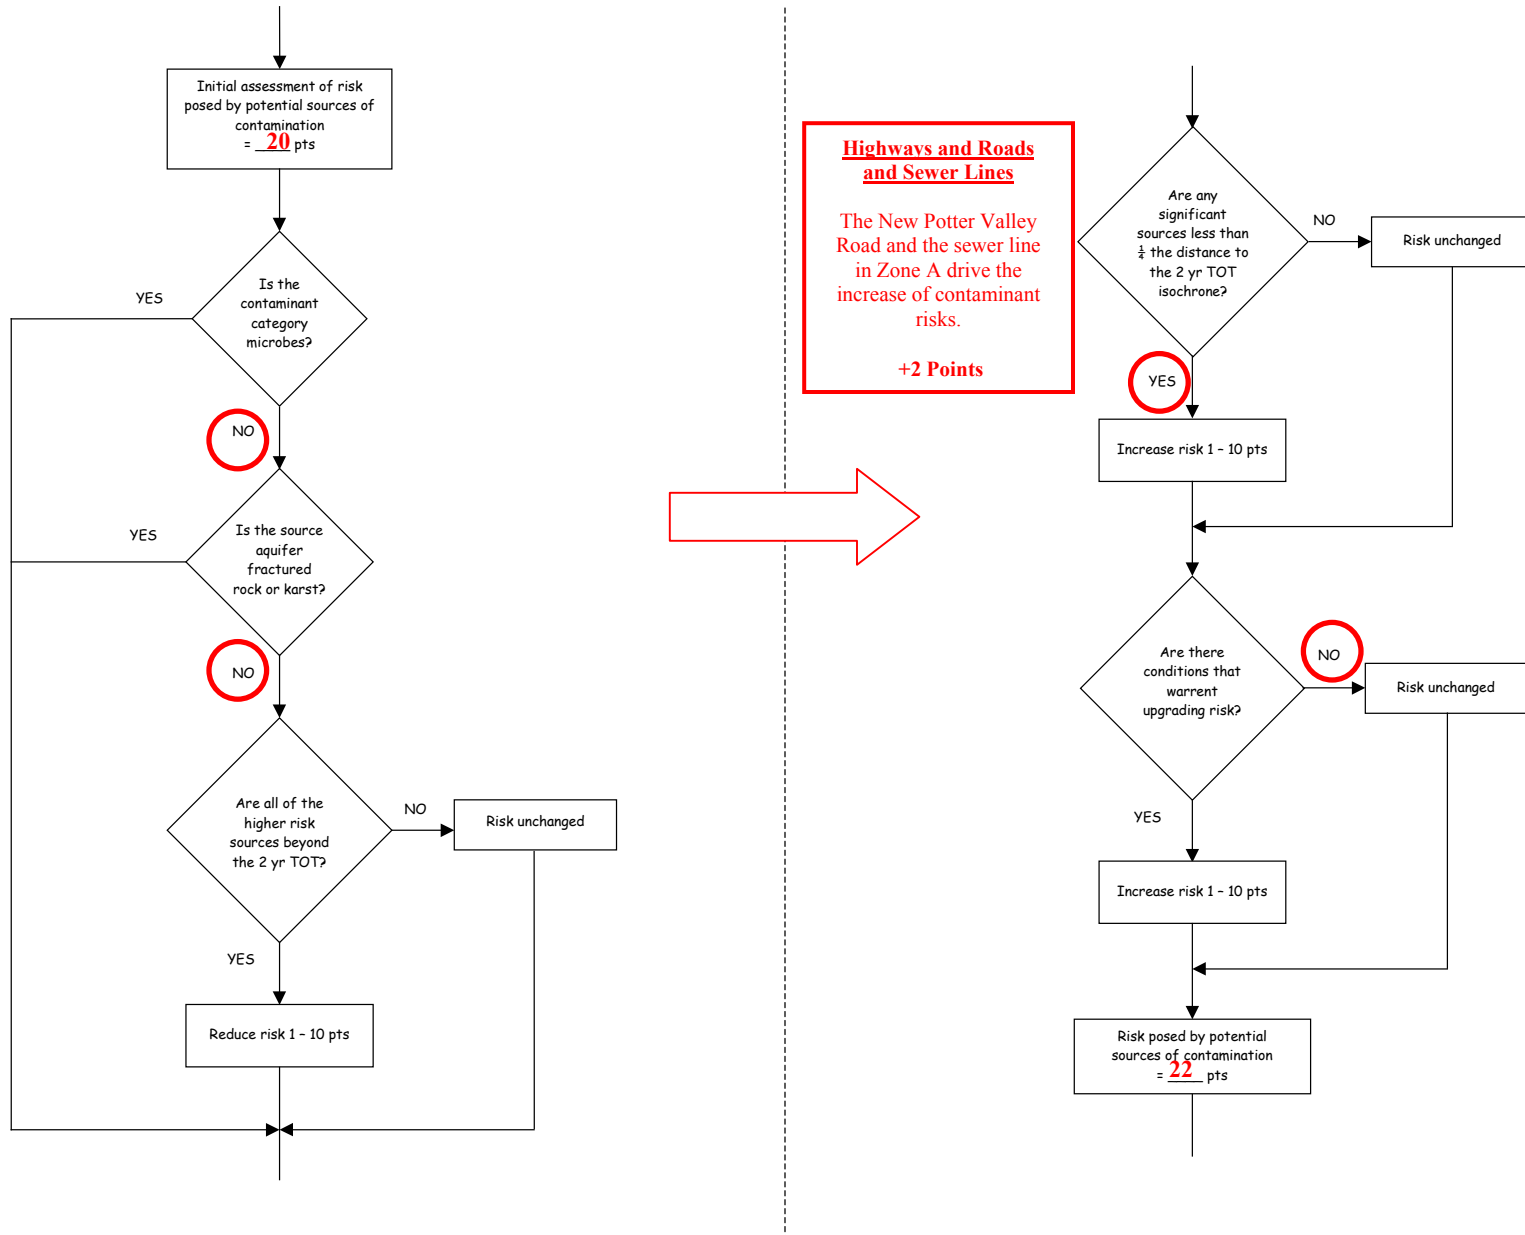 Initial assessment of risk
posed by potential sources of
contamination
= 20 pts
Is the
contaminant
category
microbes?
YES
NO
Is the source
aquifer
fractured
rock or karst?
YES
NO
Are all of the
higher risk
sources beyond
the 2 yr TOT?
NO
Risk unchanged
YES
Reduce risk 1 – 10 pts
Highways and Roads
and Sewer Lines
The New Potter Valley
Road and the sewer line
in Zone A drive the
increase of contaminant
risks.
+2 Points
Are any
significant
sources less than
¼ the distance to
the 2 yr TOT
isochrone?
NO
Risk unchanged
YES
Increase risk 1 – 10 pts
Are there
conditions that
warrent
upgrading risk?
NO
Risk unchanged
YES
Increase risk 1 – 10 pts
Risk posed by potential
sources of contamination
= 22 pts